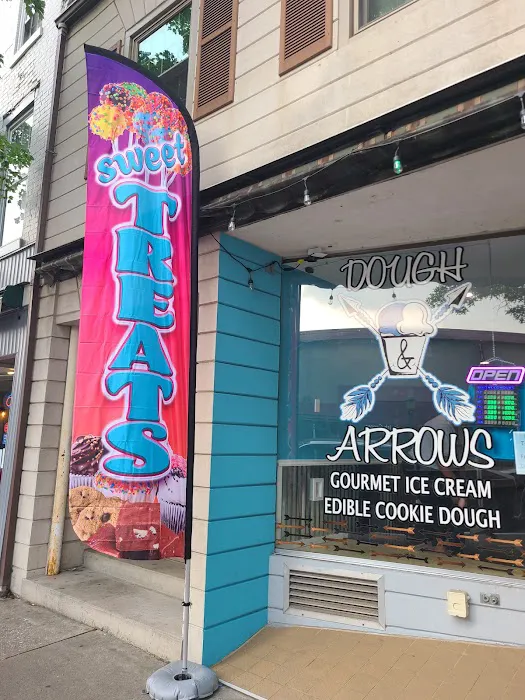 sweet
TREATS
DOUGH
&
ARROWS
GOURMET ICE CREAM
EDIBLE COOKIE DOUGH
OPEN